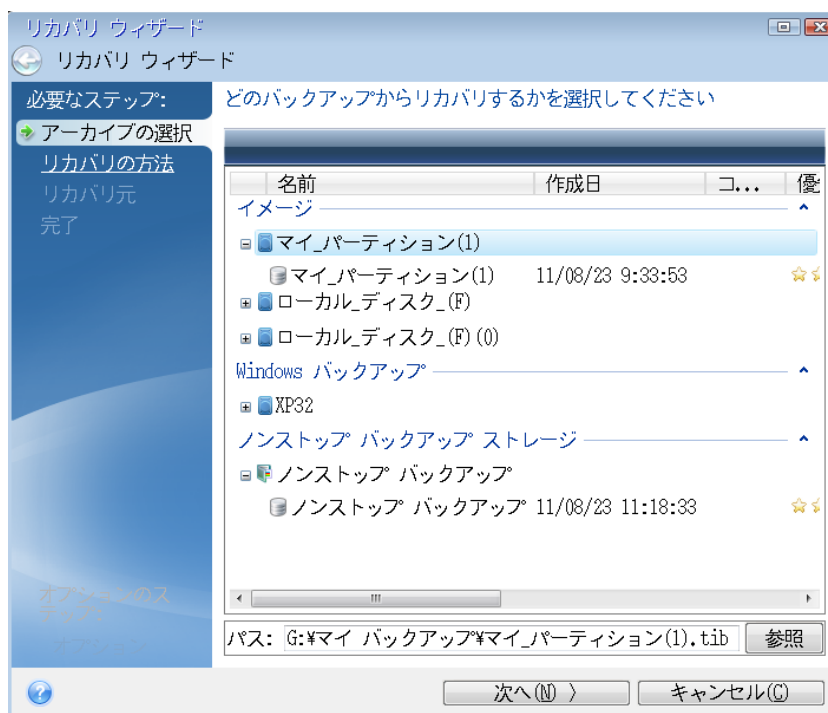 リカバリ ウィザード
リカバリ ウィザード
必要なステップ:
アーカイブの選択
リカバリの方法
リカバリ元
完了
どのバックアップからリカバリするかを選択してください
名前 作成日 コ...
イメージ
マイ_パーティション(1)
マイ_パーティション(1) 11/08/23 9:33:53
ローカル_ディスク_(F)
ローカル_ディスク_(F)(0)
Windows バックアップ
XP32
ノンストップ バックアップ ストレージ
ノンストップ バックアップ
ノンストップ バックアップ 11/08/23 11:18:33
オプションのステップ:
パス: G:¥マイ バックアップ¥マイ_パーティション(1).tib 参照
次へ(N) 〉 キャンセル(C)